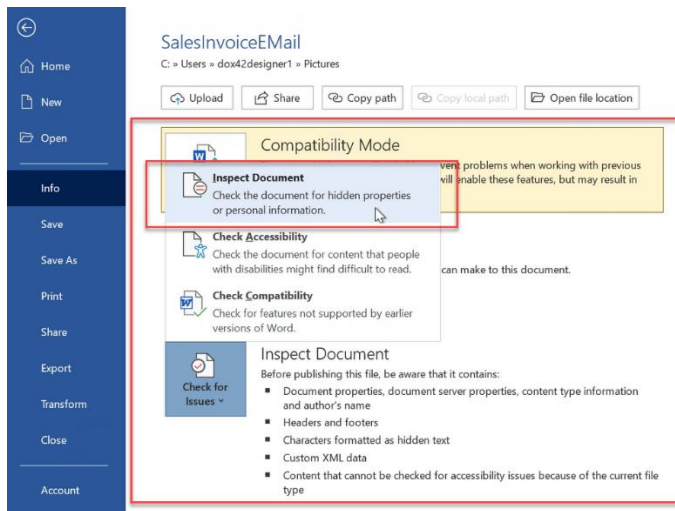 SalesInvoiceEMail
C: » Users » dox42designer1 » Pictures
Home
New
Open
Info
Save
Save As
Print
Share
Export
Transform
Close
Account
Upload
Share
Copy path
Copy local path
Open file location
Compatibility Mode
vent problems when working with previous
will enable these features, but may result in
Inspect Document
Check the document for hidden properties
or personal information.
Check Accessibility
Check the document for content that people
with disabilities might find difficult to read.
can make to this document.
Check Compatibility
Check for features not supported by earlier
versions of Word.
Check for
Issues
Inspect Document
Before publishing this file, be aware that it contains:
Document properties, document server properties, content type information
and author's name
Headers and footers
Characters formatted as hidden text
Custom XML data
Content that cannot be checked for accessibility issues because of the current file
type